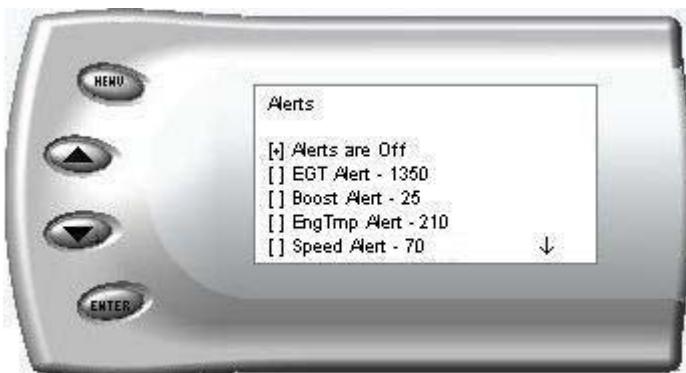 MENU
Alerts
[+] Alerts are Off
[ ] EGT Alert - 1350
[ ] Boost Alert - 25
[ ] EngTmp Alert - 210
[ ] Speed Alert - 70 ↓
ENTER